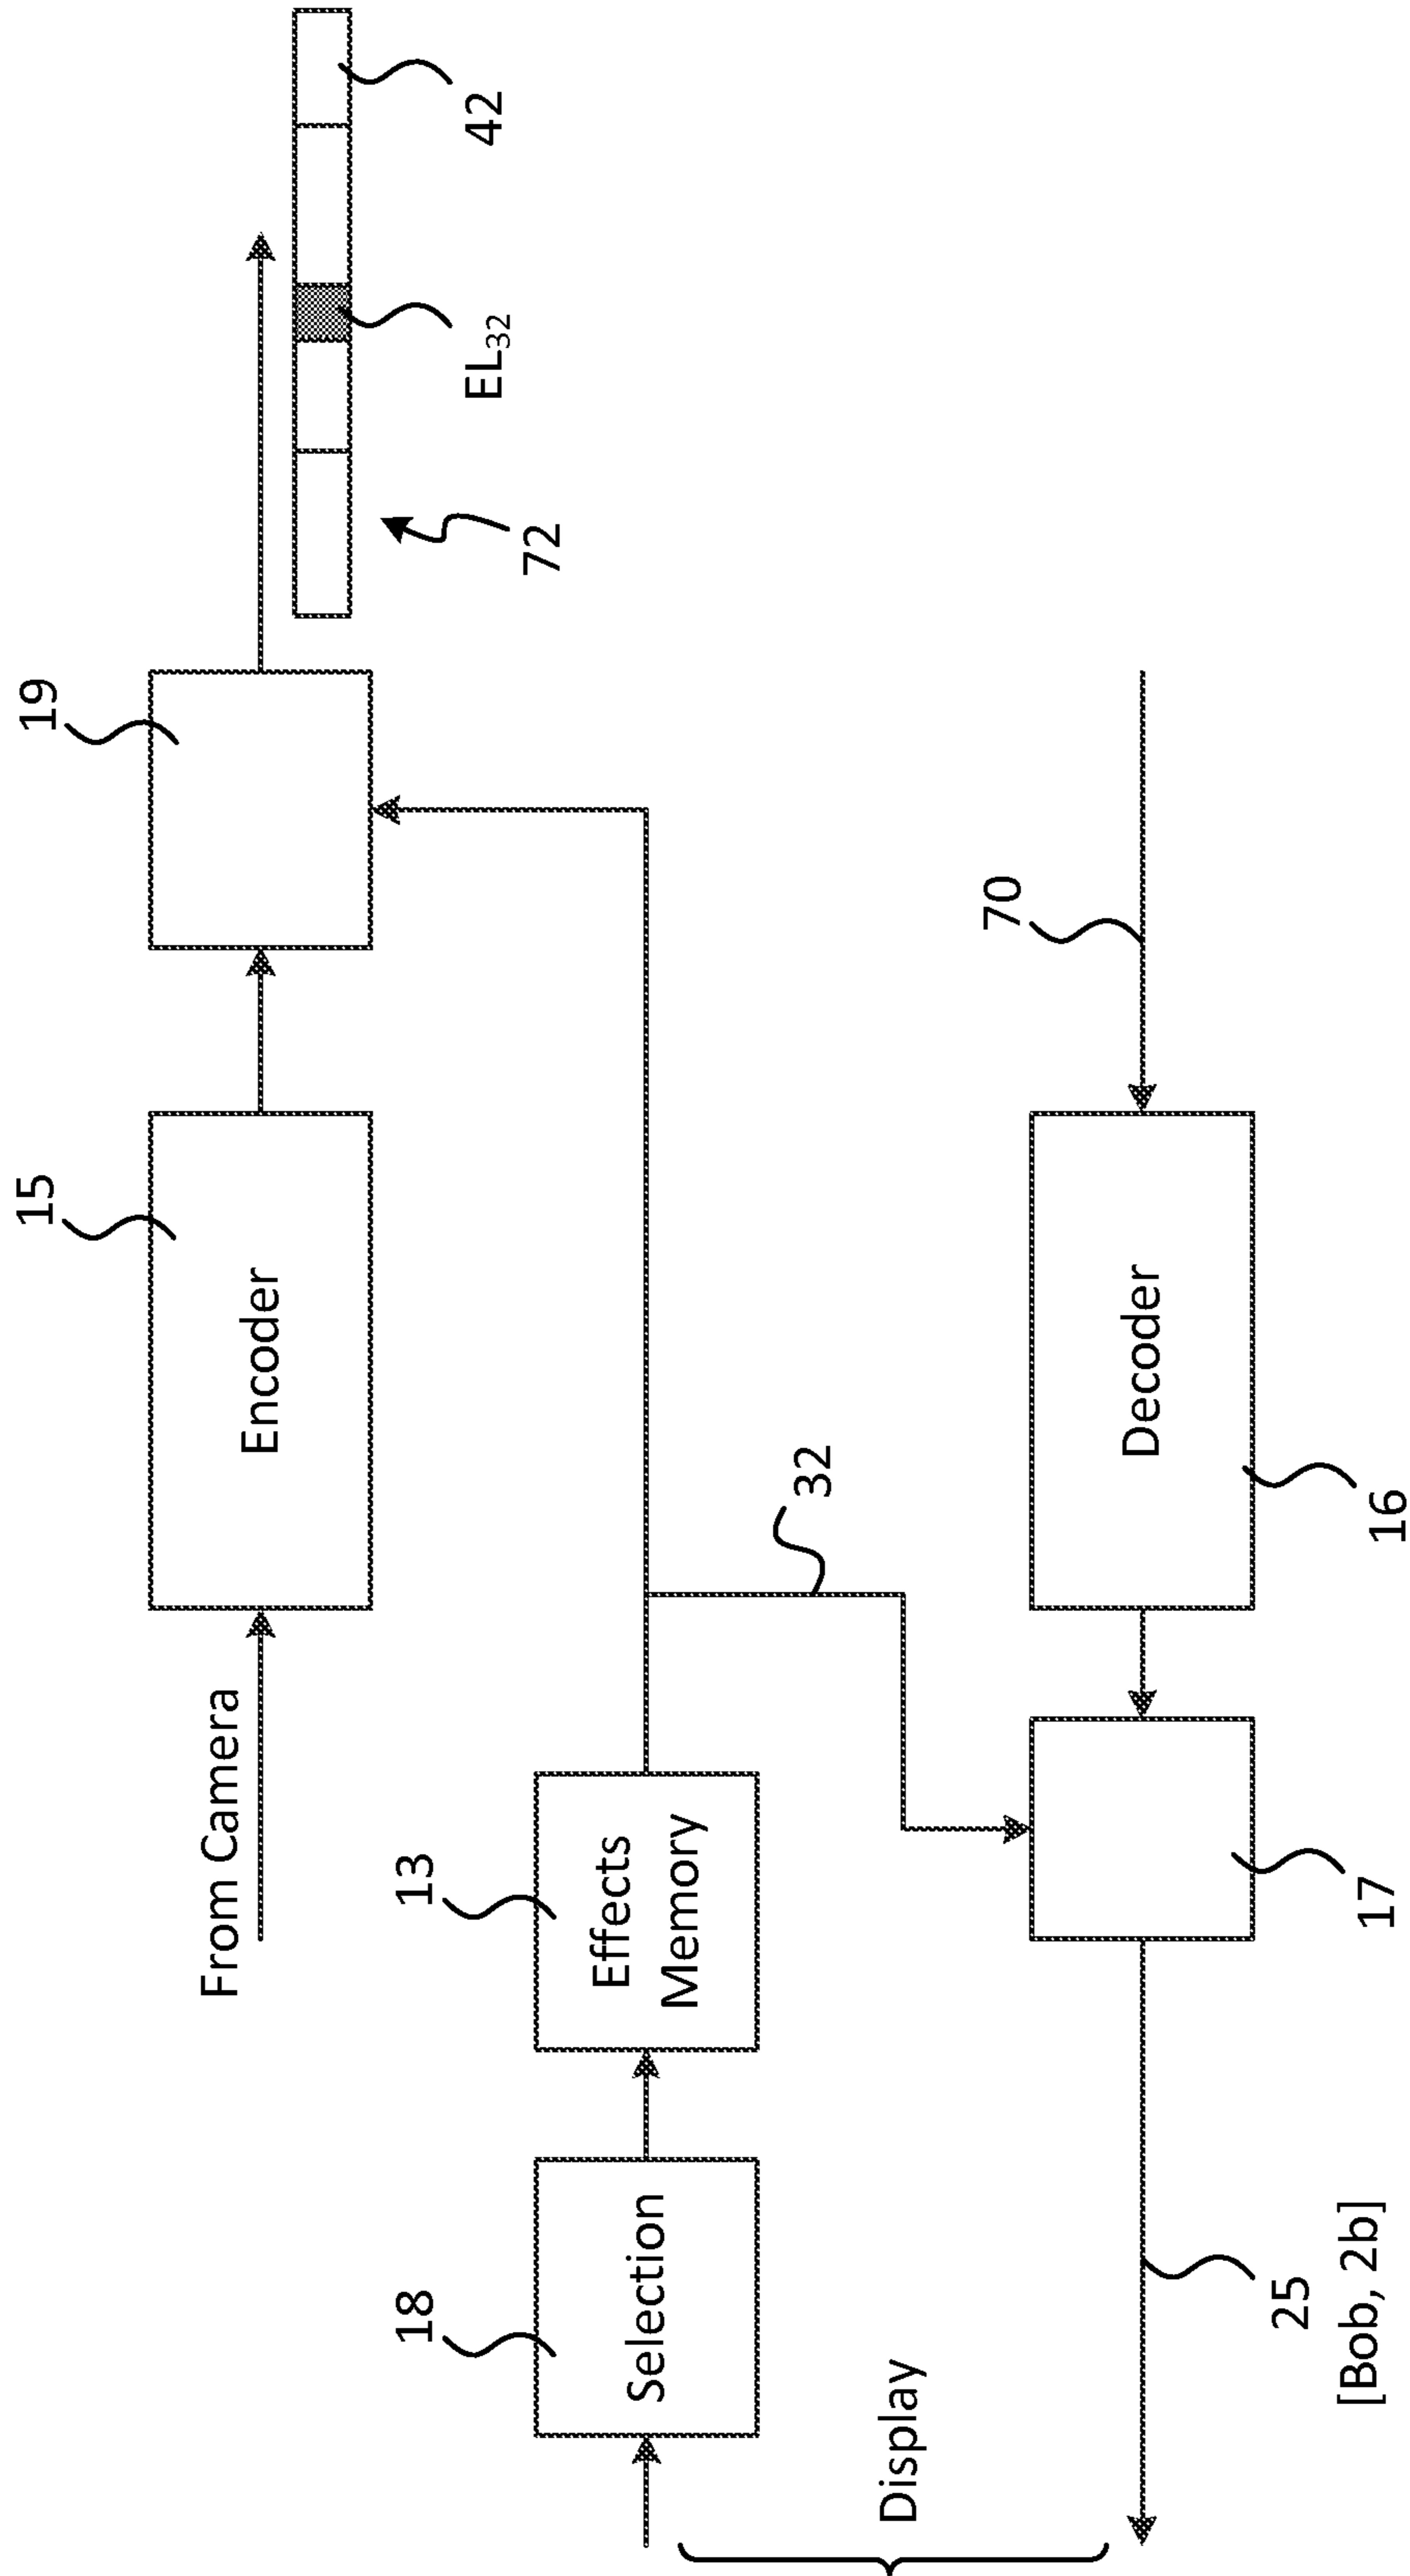 15
19
From Camera
Encoder
18
13
EL₃₂
42
72
Selection
Effects
Memory
32
Display
70
Decoder
25
17
16
[Bob, 2b]